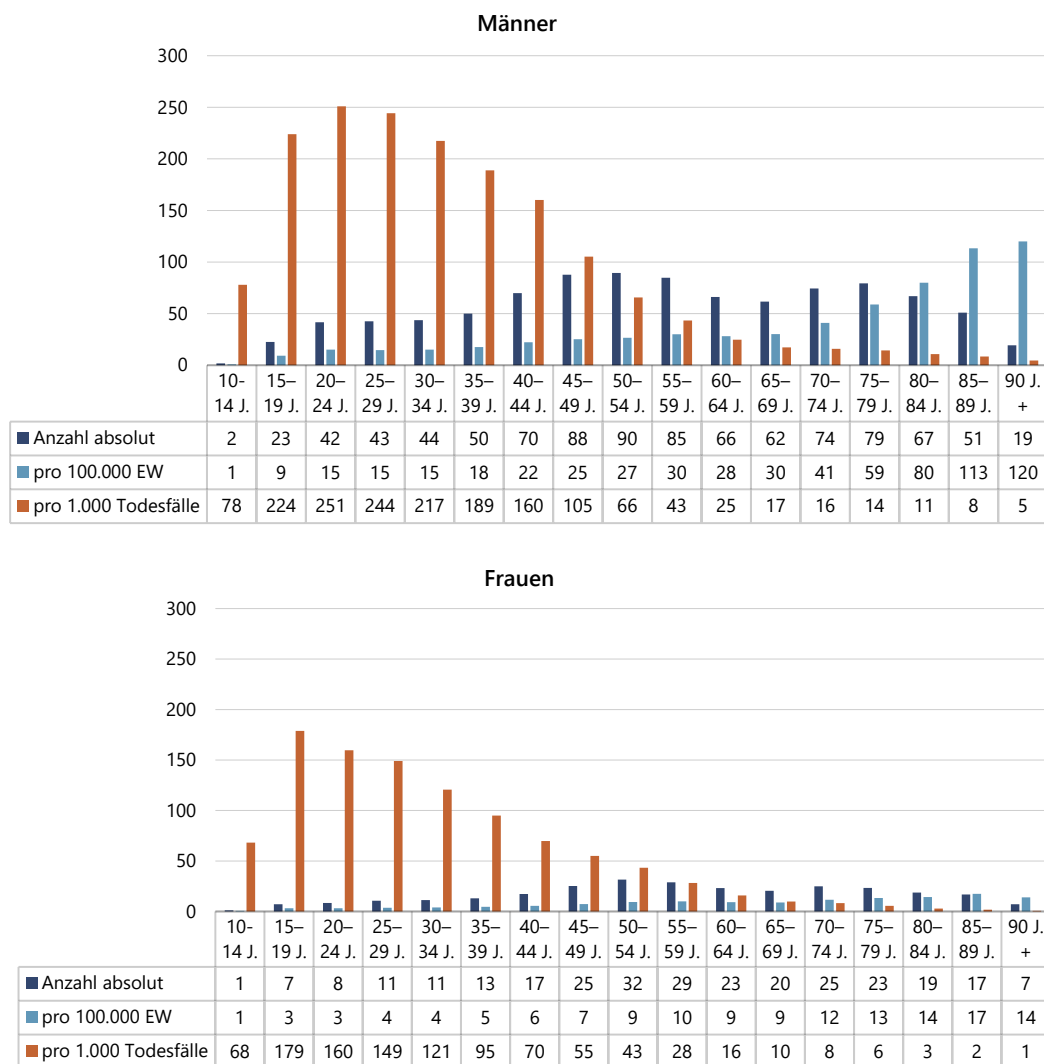 Männer
300
250
200
150
100
50
0
10- 15– 20– 25– 30– 35– 40– 45– 50– 55– 60– 65– 70– 75– 80– 85– 90 J.
14 J. 19 J. 24 J. 29 J. 34 J. 39 J. 44 J. 49 J. 54 J. 59 J. 64 J. 69 J. 74 J. 79 J. 84 J. 89 J. +
Anzahl absolut 2 23 42 43 44 50 70 88 90 85 66 62 74 79 67 51 19
pro 100.000 EW 1 9 15 15 15 18 22 25 27 30 28 30 41 59 80 113 120
pro 1.000 Todesfälle 78 224 251 244 217 189 160 105 66 43 25 17 16 14 11 8 5
Frauen
300
250
200
150
100
50
0
10- 15– 20– 25– 30– 35– 40– 45– 50– 55– 60– 65– 70– 75– 80– 85– 90 J.
14 J. 19 J. 24 J. 29 J. 34 J. 39 J. 44 J. 49 J. 54 J. 59 J. 64 J. 69 J. 74 J. 79 J. 84 J. 89 J. +
Anzahl absolut 1 7 8 11 11 13 17 25 32 29 23 20 25 23 19 17 7
pro 100.000 EW 1 3 3 4 4 5 6 7 9 10 9 9 12 13 14 17 14
pro 1.000 Todesfälle 68 179 160 149 121 95 70 55 43 28 16 10 8 6 3 2 1